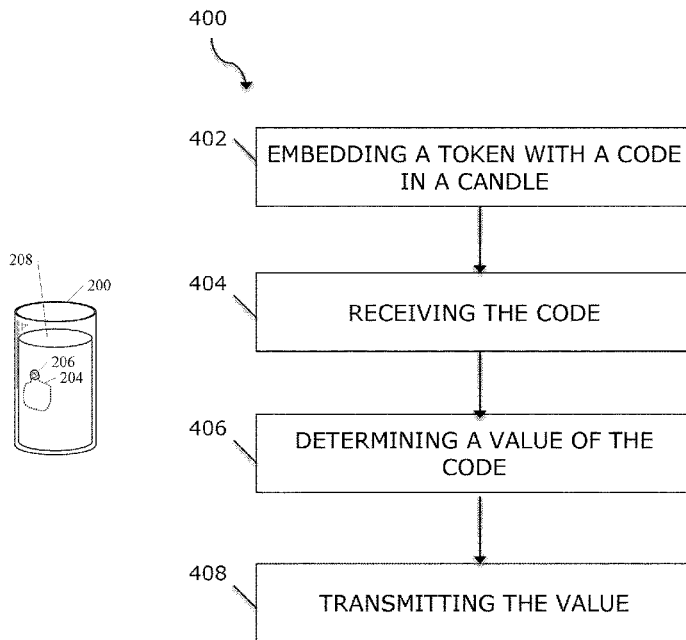 400
402
EMBEDDING A TOKEN WITH A CODE
IN A CANDLE
208
200
206
204
404
RECEIVING THE CODE
406
DETERMINING A VALUE OF THE
CODE
408
TRANSMITTING THE VALUE